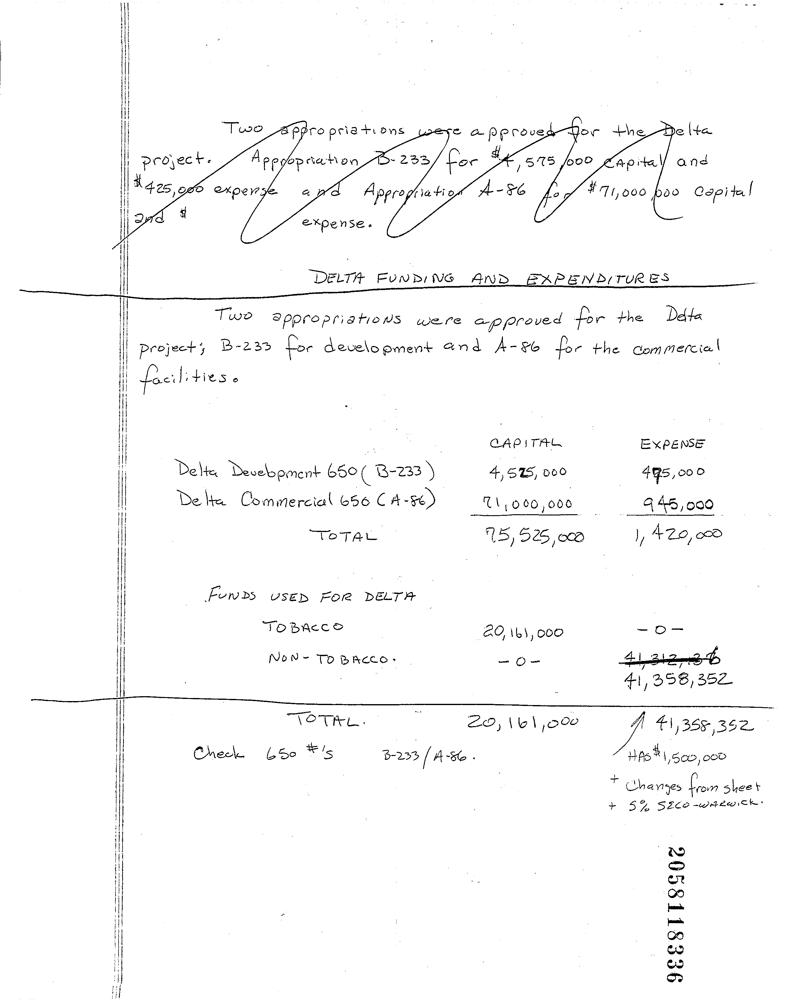 Two appropriations were approved for the Delta
project. Appropriation B-233 for $4,575,000 capital and
$425,000 expense and Appropriation A-86 for $71,000,000 capital
and $ expense.
DELTA FUNDING AND EXPENDITURES
Two appropriations were approved for the Delta
project; B-233 for development and A-86 for the commercial
facilities.
CAPITAL EXPENSE
Delta Development 650 (B-233) 4,525,000 475,000
Delta Commercial 650 (A-86) 71,000,000 945,000
TOTAL 75,525,000 1,420,000
FUNDS USED FOR DELTA
TOBACCO 20,161,000 -0-
NON-TOBACCO. -0- 41,312,136
41,358,352
TOTAL. 20,161,000 41,358,352
Check 650 #'s B-233/A-86. HAS $1,500,000
+ Changes from sheet
+ 5% SECO-WARWICK.
2058118336